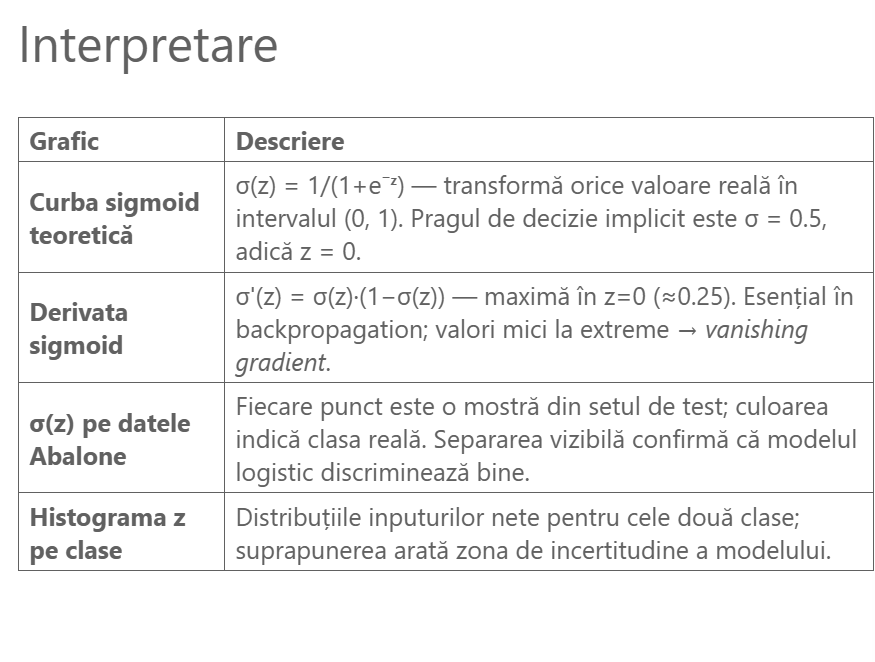 Interpretare
Grafic
Descriere
Curba sigmoid
teoretică
σ(z) = 1/(1+e⁻ᶻ) — transformă orice valoare reală în
intervalul (0, 1). Pragul de decizie implicit este σ = 0.5,
adică z = 0.
Derivata
sigmoid
σ'(z) = σ(z)·(1−σ(z)) — maximă în z=0 (≈0.25). Esențial în
backpropagation; valori mici la extreme → vanishing
gradient.
σ(z) pe datele
Abalone
Fiecare punct este o mostră din setul de test; culoarea
indică clasa reală. Separarea vizibilă confirmă că modelul
logistic discriminează bine.
Histograma z
pe clase
Distribuțiile inputurilor nete pentru cele două clase;
suprapunerea arată zona de incertitudine a modelului.